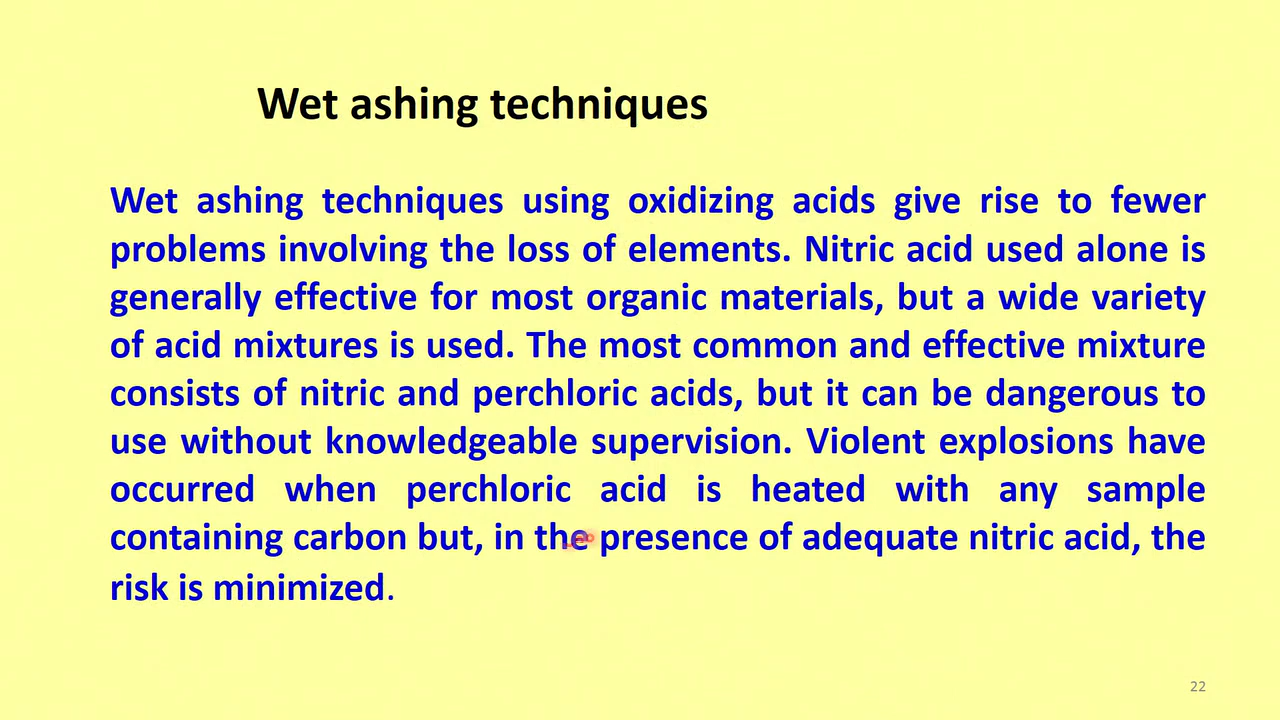 Wet ashing techniques
Wet ashing techniques using oxidizing acids give rise to fewer
problems involving the loss of elements. Nitric acid used alone is
generally effective for most organic materials, but a wide variety
of acid mixtures is used. The most common and effective mixture
consists of nitric and perchloric acids, but it can be dangerous to
use without knowledgeable supervision. Violent explosions have
occurred when perchloric acid is heated with any sample
containing carbon but, in the presence of adequate nitric acid, the
risk is minimized.
22